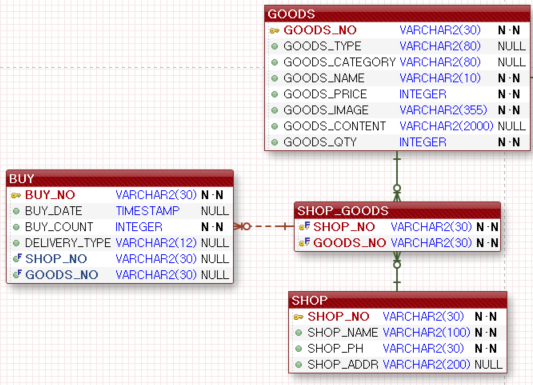 GOODS
GOODS_NO VARCHAR2(30) N·N
GOODS_TYPE VARCHAR2(80) NULL
GOODS_CATEGORY VARCHAR2(80) NULL
GOODS_NAME VARCHAR2(10) N·N
GOODS_PRICE INTEGER N·N
GOODS_IMAGE VARCHAR2(355) N·N
GOODS_CONTENT VARCHAR2(2000) NULL
GOODS_QTY INTEGER N·N
BUY
BUY_NO VARCHAR2(30) N·N
BUY_DATE TIMESTAMP NULL
BUY_COUNT INTEGER N·N
DELIVERY_TYPE VARCHAR2(12) NULL
SHOP_NO VARCHAR2(30) NULL
GOODS_NO VARCHAR2(30) NULL
SHOP_GOODS
SHOP_NO VARCHAR2(30) N·N
GOODS_NO VARCHAR2(30) N·N
SHOP
SHOP_NO VARCHAR2(30) N·N
SHOP_NAME VARCHAR2(100) N·N
SHOP_PH VARCHAR2(30) N·N
SHOP_ADDR VARCHAR2(200) NULL